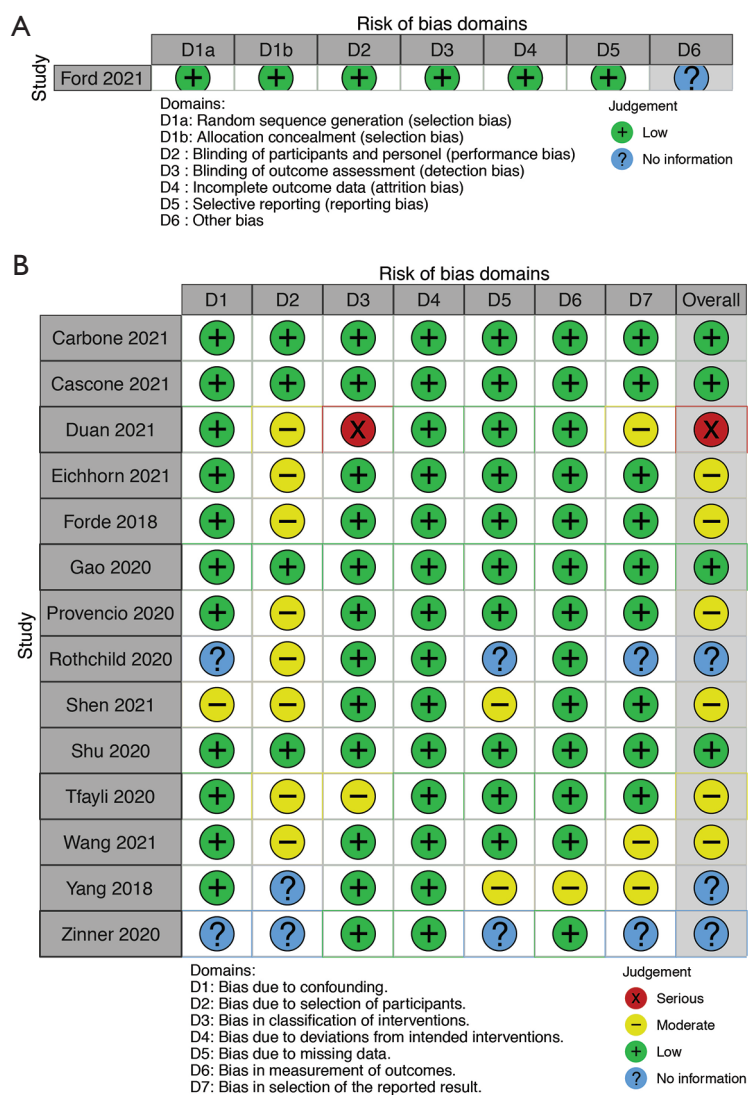 A
Risk of bias domains
D1a D1b D2 D3 D4 D5 D6
Study
Ford 2021 + + + + + + ?
Domains:
D1a: Random sequence generation (selection bias)
D1b: Allocation concealment (selection bias)
D2 : Blinding of participants and personel (performance bias)
D3 : Blinding of outcome assessment (detection bias)
D4 : Incomplete outcome data (attrition bias)
D5 : Selective reporting (reporting bias)
D6 : Other bias
Judgement
+ Low
? No information
B
Risk of bias domains
D1 D2 D3 D4 D5 D6 D7 Overall
Study
Carbone 2021 + + + + + + + +
Cascone 2021 + + + + + + + +
Duan 2021 + − X + + + − X
Eichhorn 2021 + − + + + + + −
Forde 2018 + − + + + + + −
Gao 2020 + + + + + + + +
Provencio 2020 + − + + + + + −
Rothchild 2020 ? − + + ? + ? ?
Shen 2021 − − + + − + + −
Shu 2020 + + + + + + + +
Tfayli 2020 + − − + + + + −
Wang 2021 + − + + + + − −
Yang 2018 + ? + + − − − ?
Zinner 2020 ? ? + + ? + ? ?
Domains:
D1: Bias due to confounding.
D2: Bias due to selection of participants.
D3: Bias in classification of interventions.
D4: Bias due to deviations from intended interventions.
D5: Bias due to missing data.
D6: Bias in measurement of outcomes.
D7: Bias in selection of the reported result.
Judgement
X Serious
− Moderate
+ Low
? No information